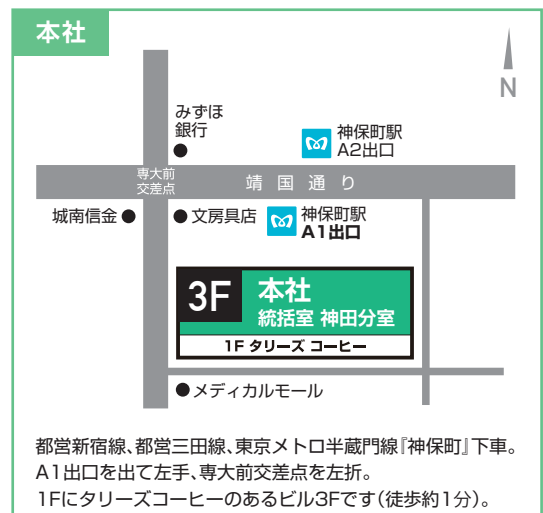 本社
N
みずほ
銀行
神保町駅
A2出口
専大前
交差点
靖国通り
城南信金
文房具店
神保町駅
A1出口
3F
本社
統括室 神田分室
1F タリーズ コーヒー
メディカルモール
都営新宿線、都営三田線、東京メトロ半蔵門線『神保町』下車。
A1出口を出て左手、専大前交差点を左折。
1Fにタリーズコーヒーのあるビル3Fです(徒歩約1分)。